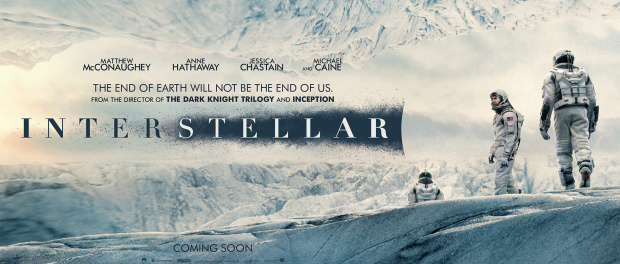 MATTHEW McCONAUGHEY
ANNE HATHAWAY
JESSICA CHASTAIN
AND MICHAEL CAINE
THE END OF EARTH WILL NOT BE THE END OF US.
FROM THE DIRECTOR OF THE DARK KNIGHT TRILOGY AND INCEPTION
INTERSTELLAR
COMING SOON